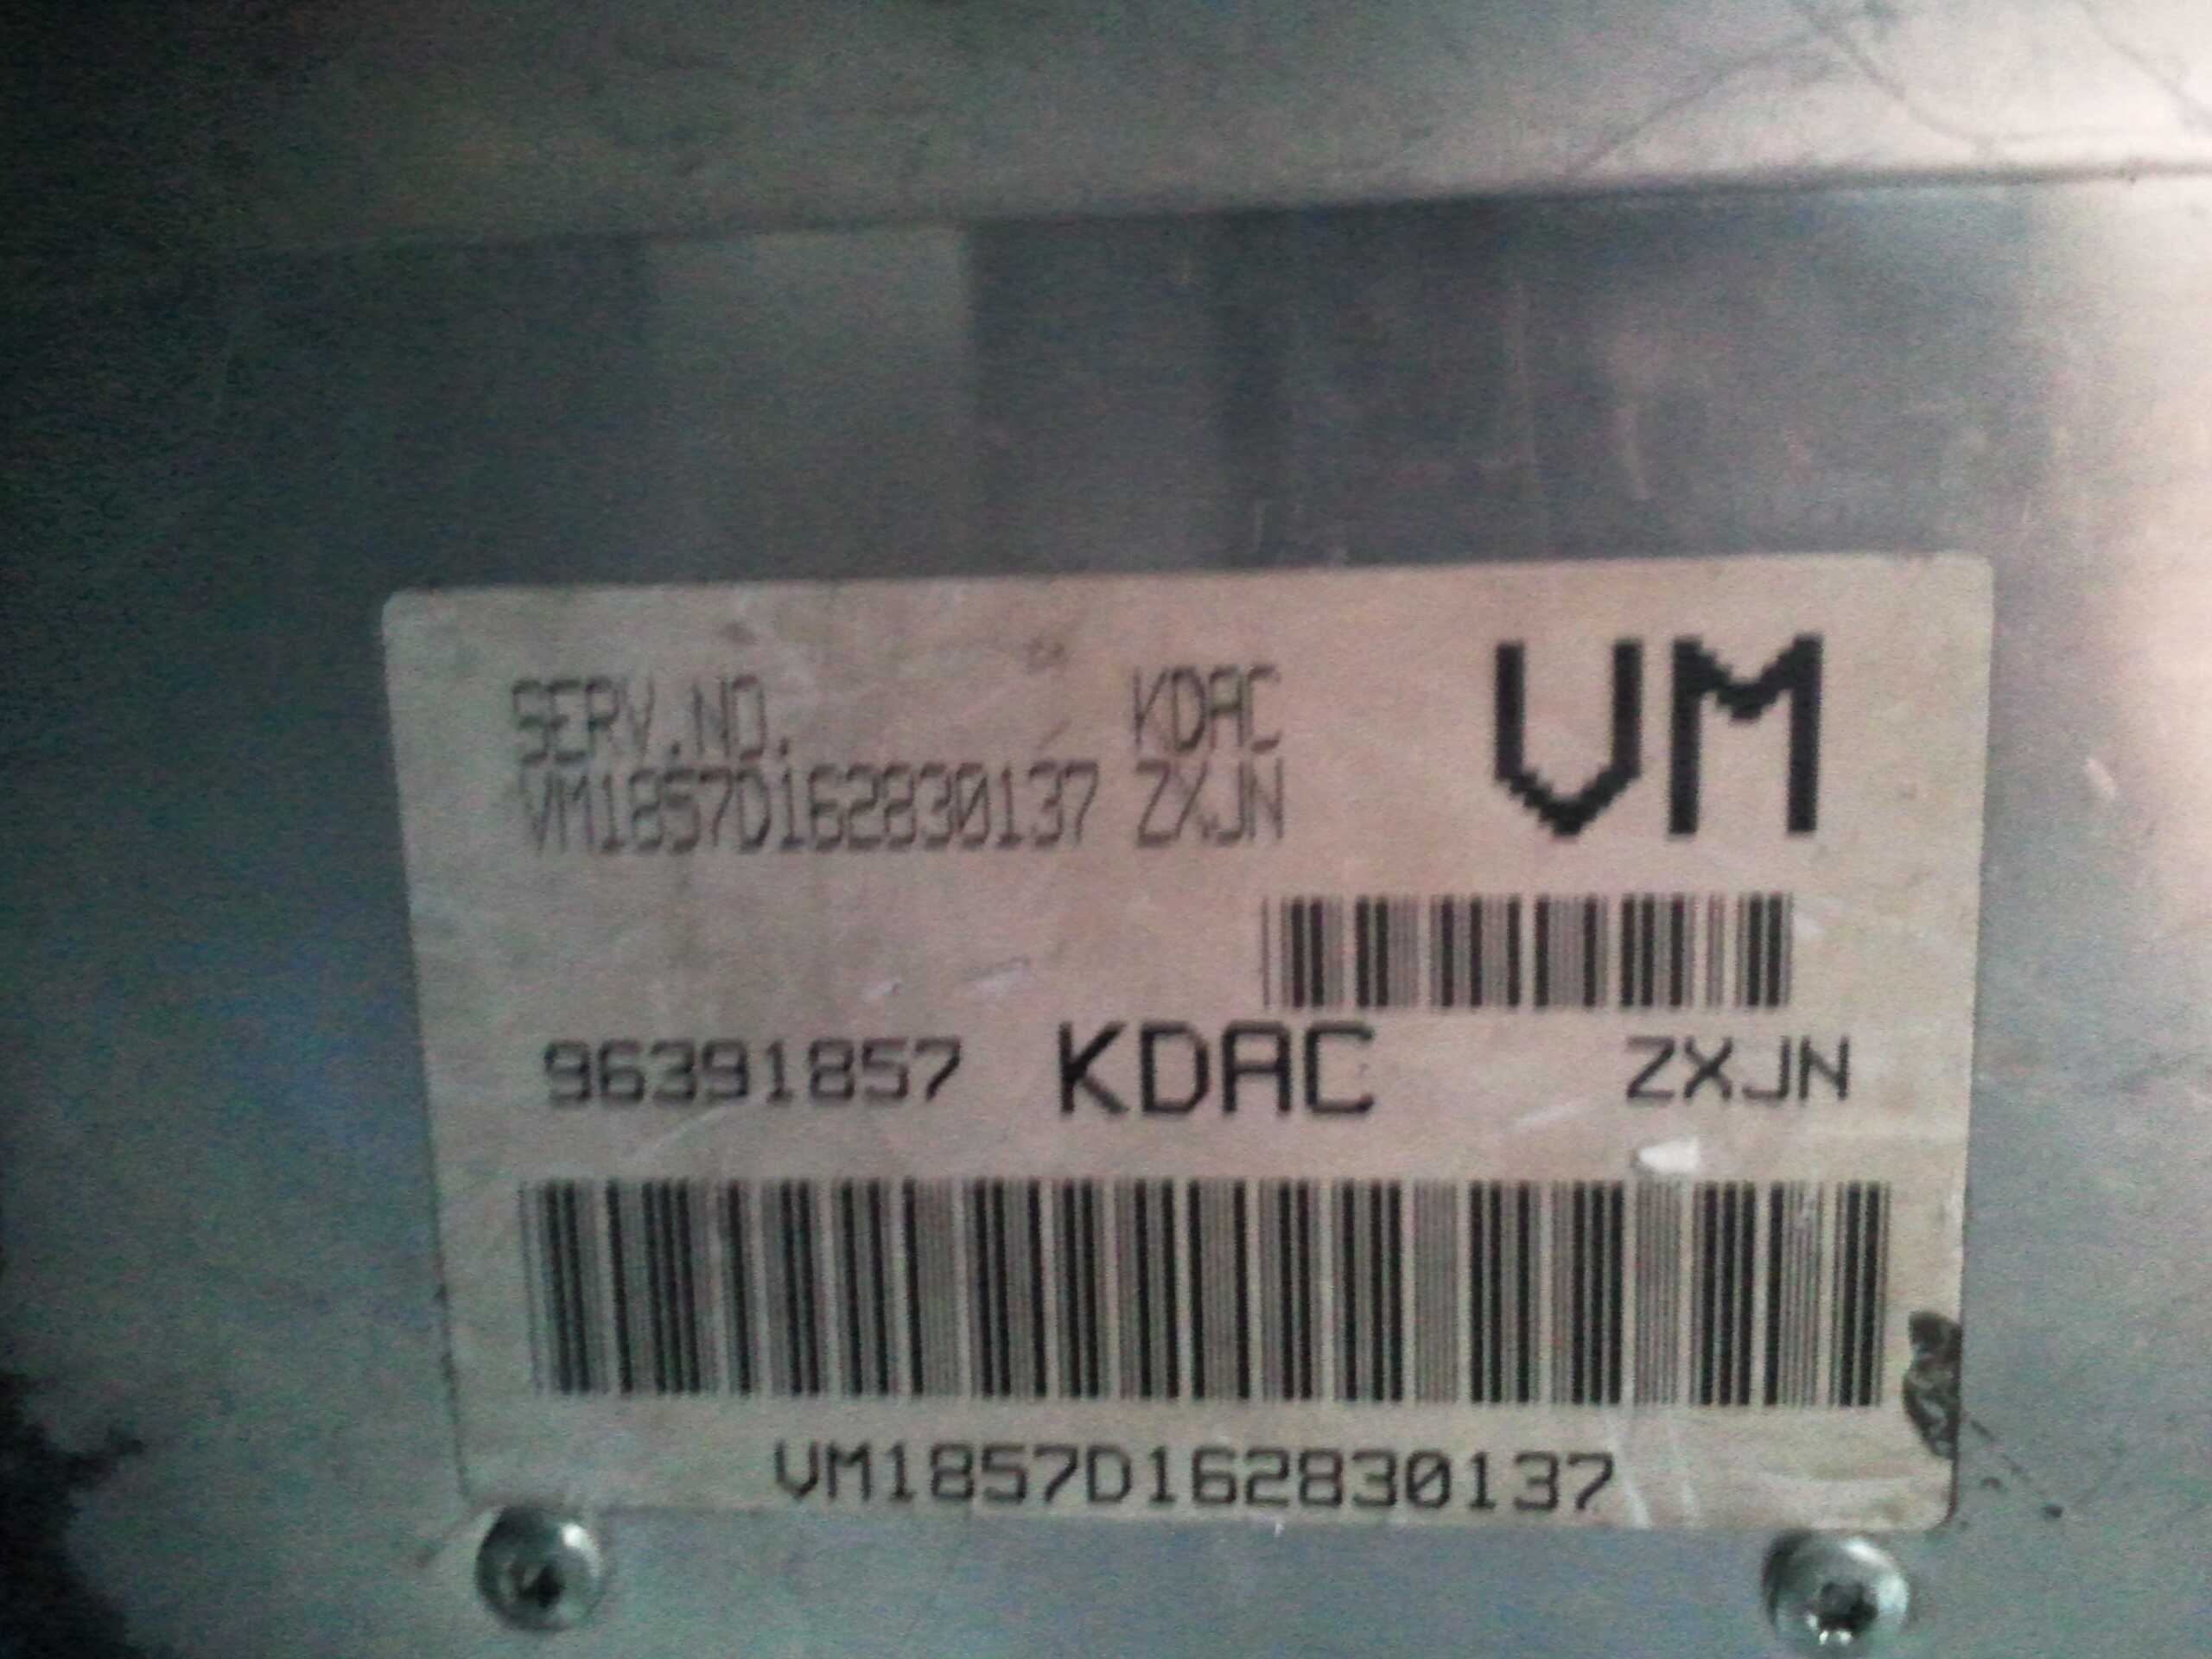 SERV.NO. KDAC VM
VM1857D162830137 ZXJN
96391857 KDAC ZXJN
VM1857D162830137